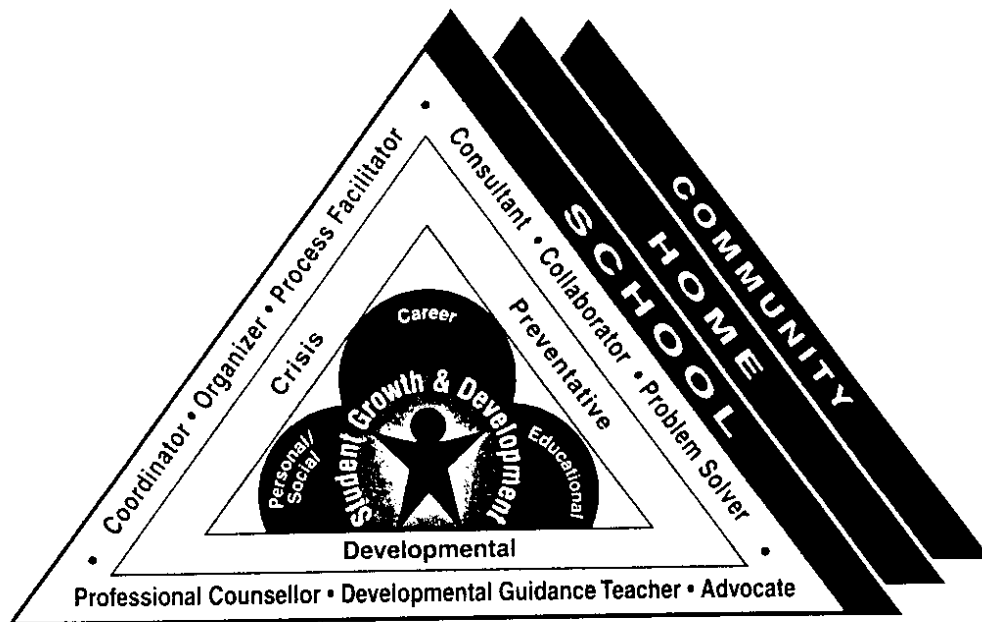 Coordinator • Organizer • Process Facilitator •
Consultant • Collaborator • Problem Solver •
Professional Counsellor • Developmental Guidance Teacher • Advocate •
SCHOOL
HOME
COMMUNITY
Crisis
Preventative
Developmental
Career
Personal/
Social
Educational
Student Growth & Development